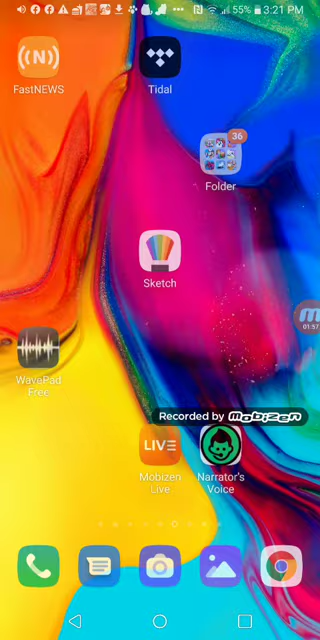 55% 3:21 PM
FastNEWS
Tidal
36
Folder
Sketch
01:57
WavePad
Free
Recorded by mobizen
LIVE
Mobizen
Live
Narrator's
Voice